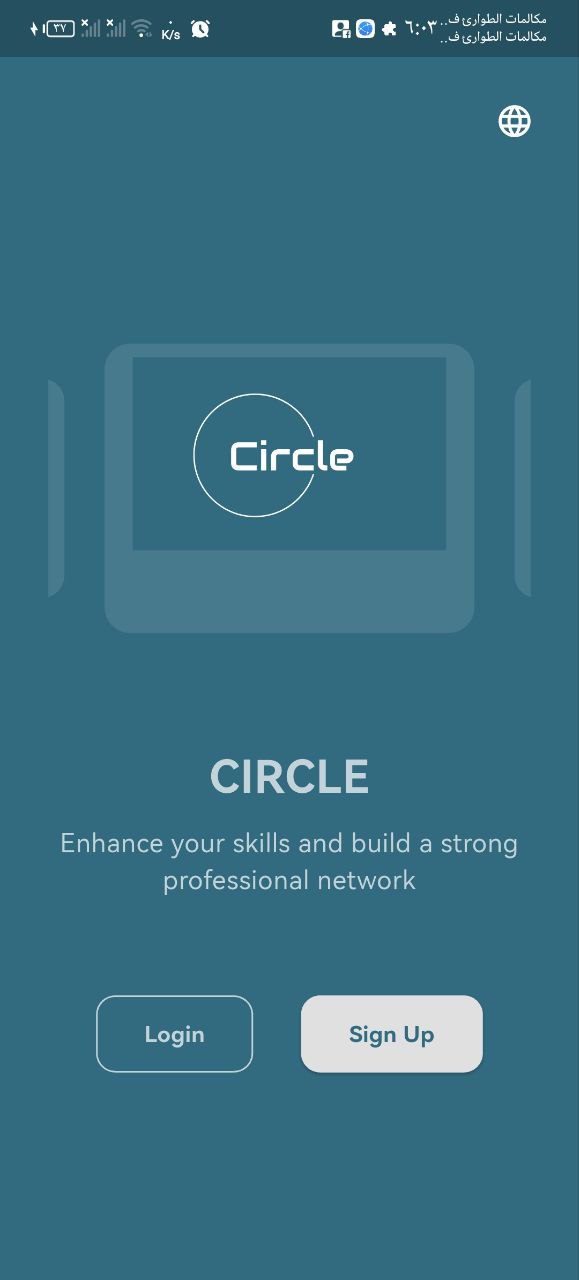 ٣٧
٠
K/s
٦:٠٣
مكالمات الطوارئ ف..
مكالمات الطوارئ ف..
Circle
CIRCLE
Enhance your skills and build a strong
professional network
Login
Sign Up